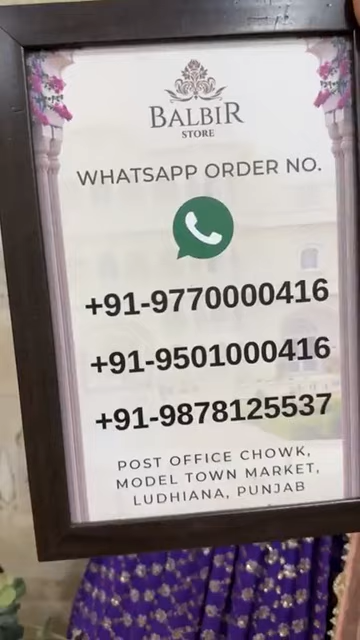 BALBIR
STORE
WHATSAPP ORDER NO.
+91-9770000416
+91-9501000416
+91-9878125537
POST OFFICE CHOWK,
MODEL TOWN MARKET,
LUDHIANA, PUNJAB